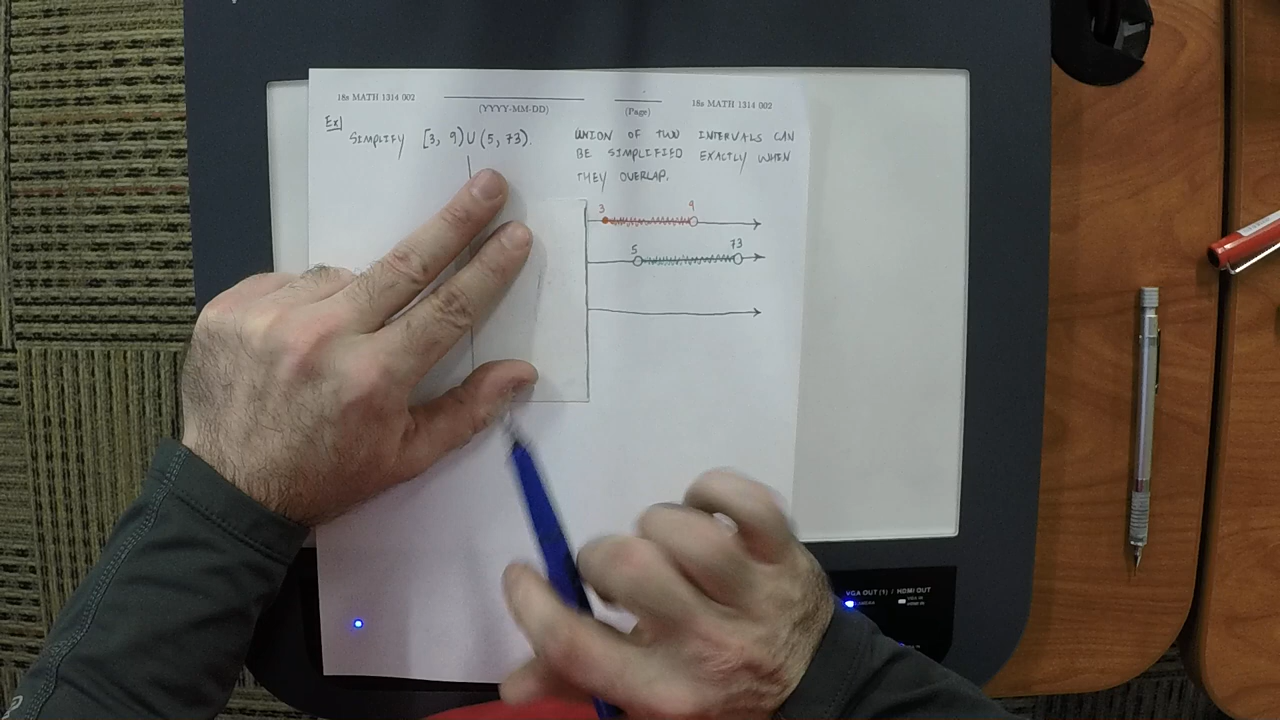 18s MATH 1314 002
(YYYY-MM-DD)
(Page)
18s MATH 1314 002
Ex]
SIMPLIFY [3, 9) ∪ (5, 73).
UNION OF TWO INTERVALS CAN
BE SIMPLIFIED EXACTLY WHEN
THEY OVERLAP.
3 9
5 73
VGA OUT (1) / HDMI OUT